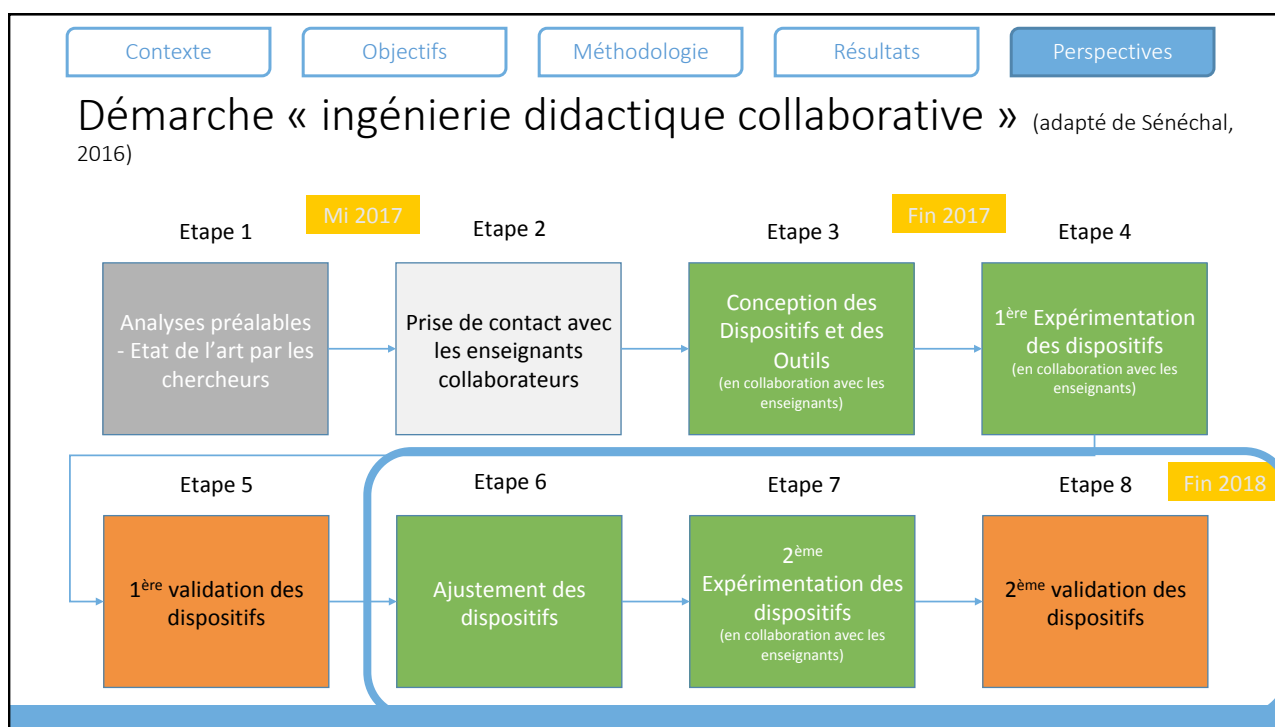 Contexte
Objectifs
Méthodologie
Résultats
Perspectives
Démarche « ingénierie didactique collaborative » (adapté de Sénéchal,
2016)
Mi 2017
Fin 2017
Etape 1
Etape 2
Etape 3
Etape 4
Analyses préalables
- Etat de l’art par les
chercheurs
Prise de contact avec
les enseignants
collaborateurs
Conception des
Dispositifs et des
Outils
(en collaboration avec les
enseignants)
1ère Expérimentation
des dispositifs
(en collaboration avec les
enseignants)
Etape 5
Etape 6
Etape 7
Etape 8
Fin 2018
1ère validation des
dispositifs
Ajustement des
dispositifs
2ème
Expérimentation des
dispositifs
(en collaboration avec les
enseignants)
2ème validation des
dispositifs